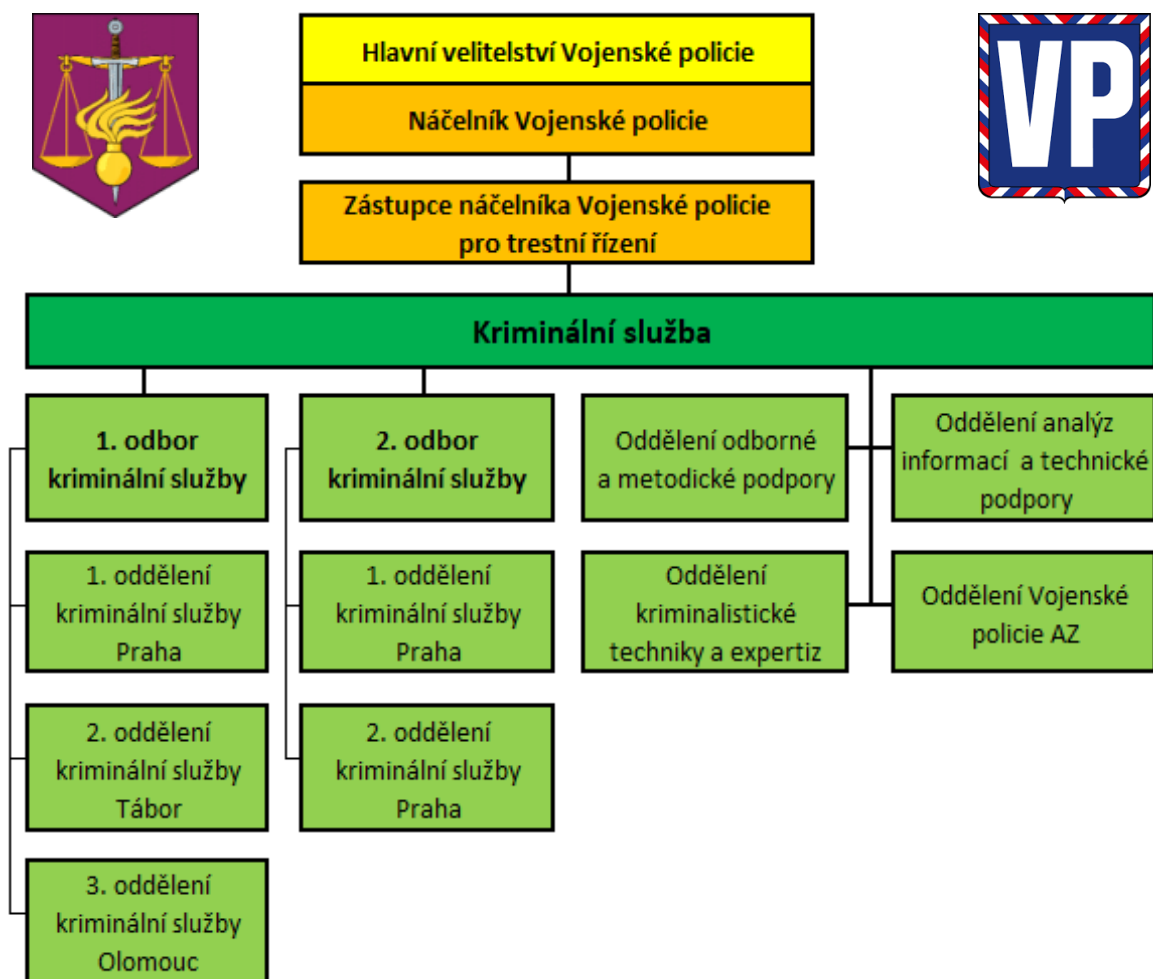 VP
Hlavní velitelství Vojenské policie
Náčelník Vojenské policie
Zástupce náčelníka Vojenské policie
pro trestní řízení
Kriminální služba
1. odbor
kriminální služby
1. oddělení
kriminální služby
Praha
2. oddělení
kriminální služby
Tábor
3. oddělení
kriminální služby
Olomouc
2. odbor
kriminální služby
1. oddělení
kriminální služby
Praha
2. oddělení
kriminální služby
Praha
Oddělení odborné
a metodické podpory
Oddělení analýz
informací a technické
podpory
Oddělení
kriminalistické
techniky a expertiz
Oddělení Vojenské
policie AZ